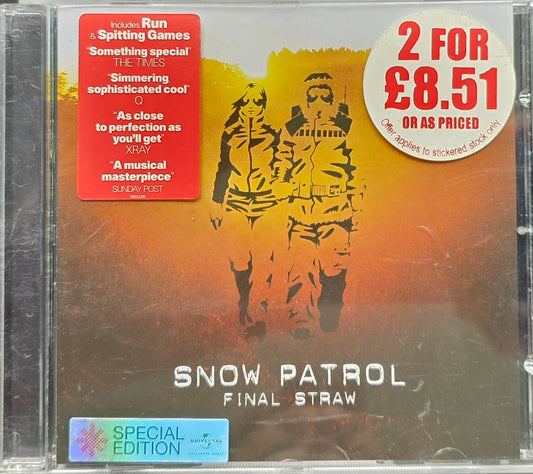 Includes Run
& Spitting Games
"Something special"
THE TIMES
"Simmering,
sophisticated cool"
Q
"As close
to perfection as
you'll get"
XRAY
"A musical
masterpiece"
SUNDAY POST
2 FOR
£8.51
OR AS PRICED
Offer applies to stickered stock only
SNOW PATROL
FINAL STRAW
SPECIAL
EDITION
UNIVERSAL